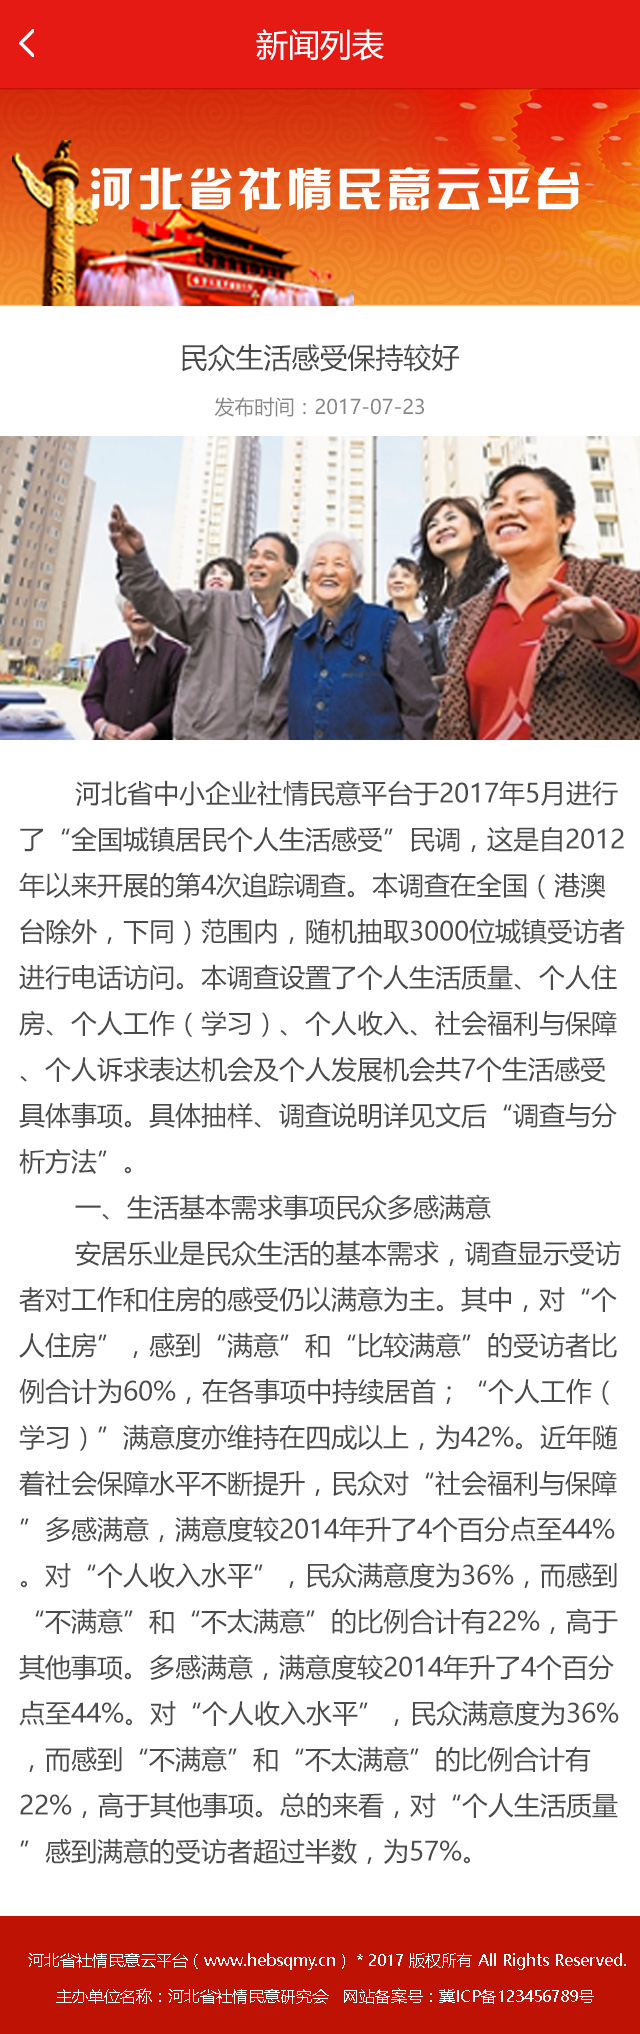 新闻列表
河北省社情民意云平台
民众生活感受保持较好
发布时间：2017-07-23
河北省中小企业社情民意平台于2017年5月进行
了“全国城镇居民个人生活感受”民调，这是自2012
年以来开展的第4次追踪调查。本调查在全国（港澳
台除外，下同）范围内，随机抽取3000位城镇受访者
进行电话访问。本调查设置了个人生活质量、个人住
房、个人工作（学习）、个人收入、社会福利与保障
、个人诉求表达机会及个人发展机会共7个生活感受
具体事项。具体抽样、调查说明详见文后“调查与分
析方法”。
一、生活基本需求事项民众多感满意
安居乐业是民众生活的基本需求，调查显示受访
者对工作和住房的感受仍以满意为主。其中，对“个
人住房”，感到“满意”和“比较满意”的受访者比
例合计为60%，在各事项中持续居首；“个人工作（
学习）”满意度亦维持在四成以上，为42%。近年随
着社会保障水平不断提升，民众对“社会福利与保障
”多感满意，满意度较2014年升了4个百分点至44%
。对“个人收入水平”，民众满意度为36%，而感到
“不满意”和“不太满意”的比例合计有22%，高于
其他事项。多感满意，满意度较2014年升了4个百分
点至44%。对“个人收入水平”，民众满意度为36%
，而感到“不满意”和“不太满意”的比例合计有
22%，高于其他事项。总的来看，对“个人生活质量
”感到满意的受访者超过半数，为57%。
河北省社情民意云平台（www.hebsqmy.cn）* 2017 版权所有 All Rights Reserved.
主办单位名称：河北省社情民意研究会 网站备案号：冀ICP备123456789号